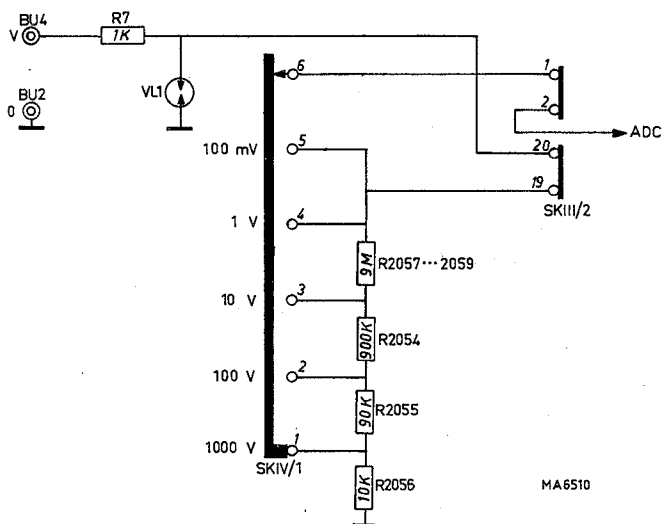 BU4
V
R7
1K
VL1
BU2
0
6
1
2
ADC
20
19
SKIII/2
100 mV
5
1 V
4
9M
R2057···2059
10 V
3
900K
R2054
100 V
2
90K
R2055
1000 V
1
SKIV/1
10K
R2056
MA6510